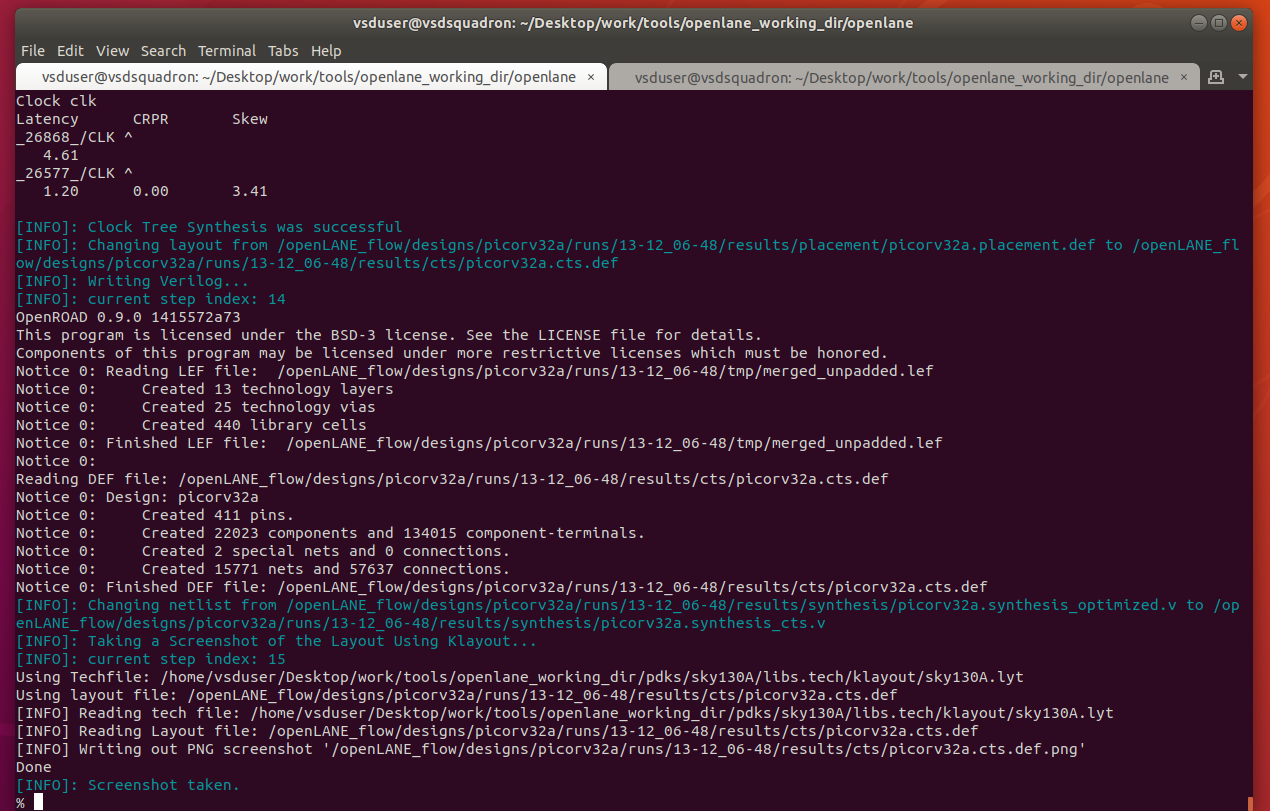 vsduser@vsdsquadron: ~/Desktop/work/tools/openlane_working_dir/openlane
File Edit View Search Terminal Tabs Help
vsduser@vsdsquadron: ~/Desktop/work/tools/openlane_working_dir/openlane × vsduser@vsdsquadron: ~/Desktop/work/tools/openlane_working_dir/openlane ×
Clock clk
Latency      CRPR       Skew
_26868_/CLK ^
   4.61
_26577_/CLK ^
   1.20      0.00       3.41
[INFO]: Clock Tree Synthesis was successful
[INFO]: Changing layout from /openLANE_flow/designs/picorv32a/runs/13-12_06-48/results/placement/picorv32a.placement.def to /openLANE_fl
ow/designs/picorv32a/runs/13-12_06-48/results/cts/picorv32a.cts.def
[INFO]: Writing Verilog...
[INFO]: current step index: 14
OpenROAD 0.9.0 1415572a73
This program is licensed under the BSD-3 license. See the LICENSE file for details.
Components of this program may be licensed under more restrictive licenses which must be honored.
Notice 0: Reading LEF file:  /openLANE_flow/designs/picorv32a/runs/13-12_06-48/tmp/merged_unpadded.lef
Notice 0:     Created 13 technology layers
Notice 0:     Created 25 technology vias
Notice 0:     Created 440 library cells
Notice 0: Finished LEF file:  /openLANE_flow/designs/picorv32a/runs/13-12_06-48/tmp/merged_unpadded.lef
Notice 0:
Reading DEF file: /openLANE_flow/designs/picorv32a/runs/13-12_06-48/results/cts/picorv32a.cts.def
Notice 0: Design: picorv32a
Notice 0:     Created 411 pins.
Notice 0:     Created 22023 components and 134015 component-terminals.
Notice 0:     Created 2 special nets and 0 connections.
Notice 0:     Created 15771 nets and 57637 connections.
Notice 0: Finished DEF file: /openLANE_flow/designs/picorv32a/runs/13-12_06-48/results/cts/picorv32a.cts.def
[INFO]: Changing netlist from /openLANE_flow/designs/picorv32a/runs/13-12_06-48/results/synthesis/picorv32a.synthesis_optimized.v to /op
enLANE_flow/designs/picorv32a/runs/13-12_06-48/results/synthesis/picorv32a.synthesis_cts.v
[INFO]: Taking a Screenshot of the Layout Using Klayout...
[INFO]: current step index: 15
Using Techfile: /home/vsduser/Desktop/work/tools/openlane_working_dir/pdks/sky130A/libs.tech/klayout/sky130A.lyt
Using layout file: /openLANE_flow/designs/picorv32a/runs/13-12_06-48/results/cts/picorv32a.cts.def
[INFO] Reading tech file: /home/vsduser/Desktop/work/tools/openlane_working_dir/pdks/sky130A/libs.tech/klayout/sky130A.lyt
[INFO] Reading Layout file: /openLANE_flow/designs/picorv32a/runs/13-12_06-48/results/cts/picorv32a.cts.def
[INFO] Writing out PNG screenshot '/openLANE_flow/designs/picorv32a/runs/13-12_06-48/results/cts/picorv32a.cts.def.png'
Done
[INFO]: Screenshot taken.
%